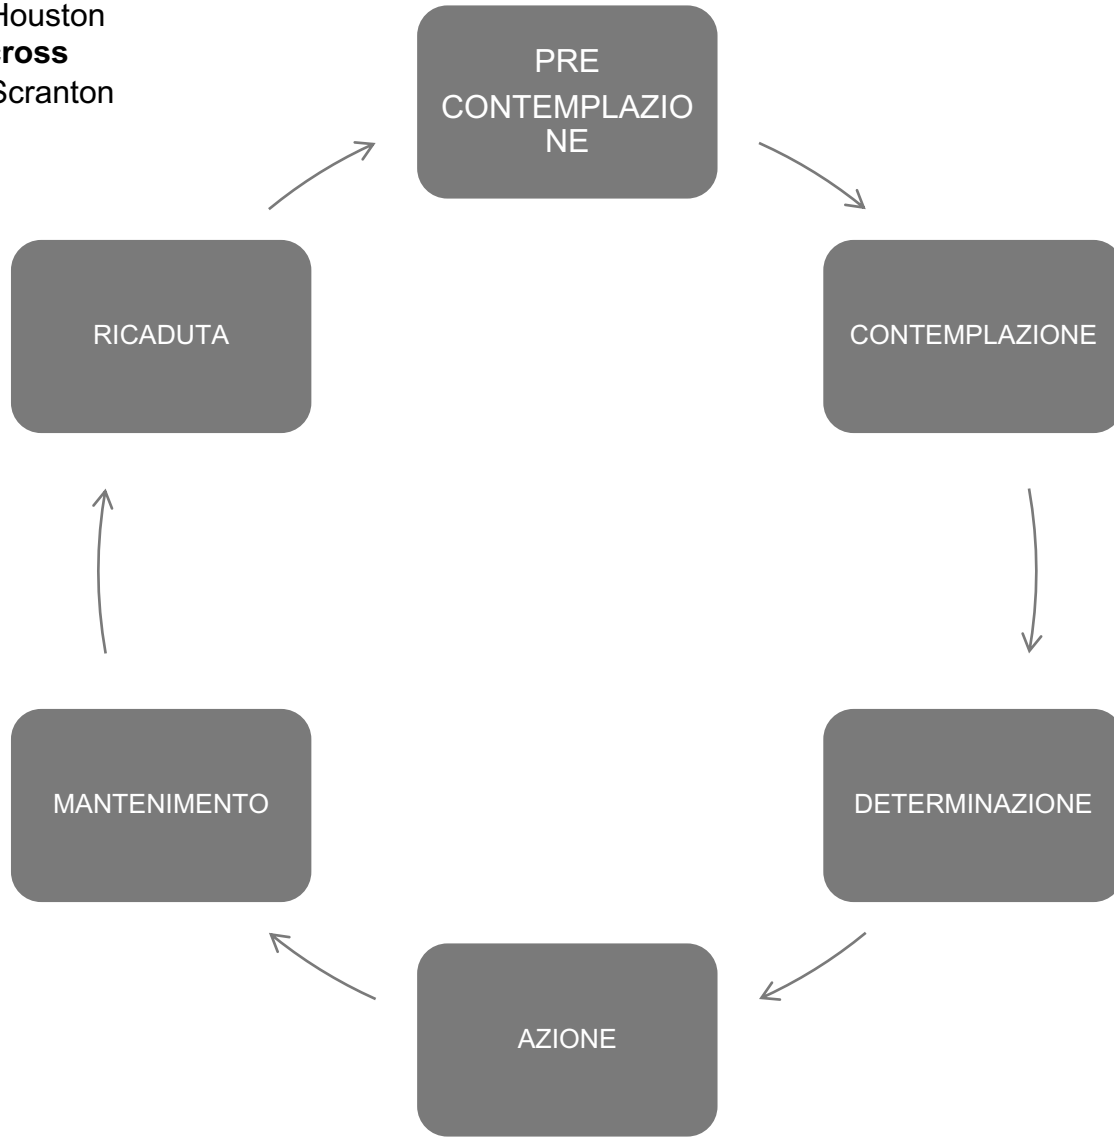 Houston
ross
Scranton
PRE
CONTEMPLAZIO
NE
RICADUTA
CONTEMPLAZIONE
MANTENIMENTO
DETERMINAZIONE
AZIONE